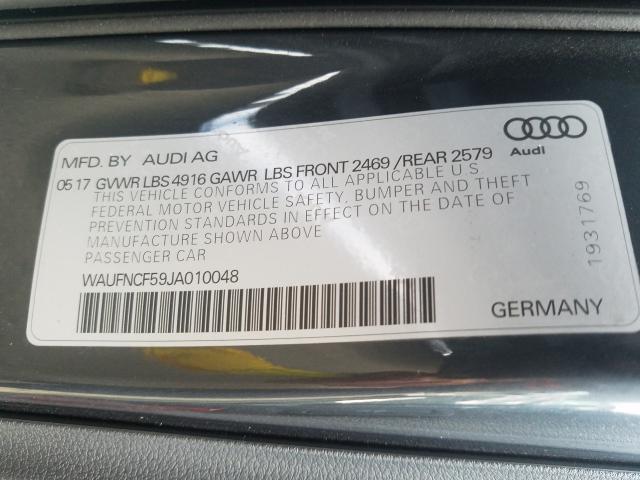 MFD. BY AUDI AG
Audi
05 17 GVWR LBS 4916 GAWR LBS FRONT 2469 /REAR 2579
THIS VEHICLE CONFORMS TO ALL APPLICABLE U.S
FEDERAL MOTOR VEHICLE SAFETY, BUMPER AND THEFT
PREVENTION STANDARDS IN EFFECT ON THE DATE OF
MANUFACTURE SHOWN ABOVE
PASSENGER CAR
WAUFNCF59JA010048
1931769
GERMANY